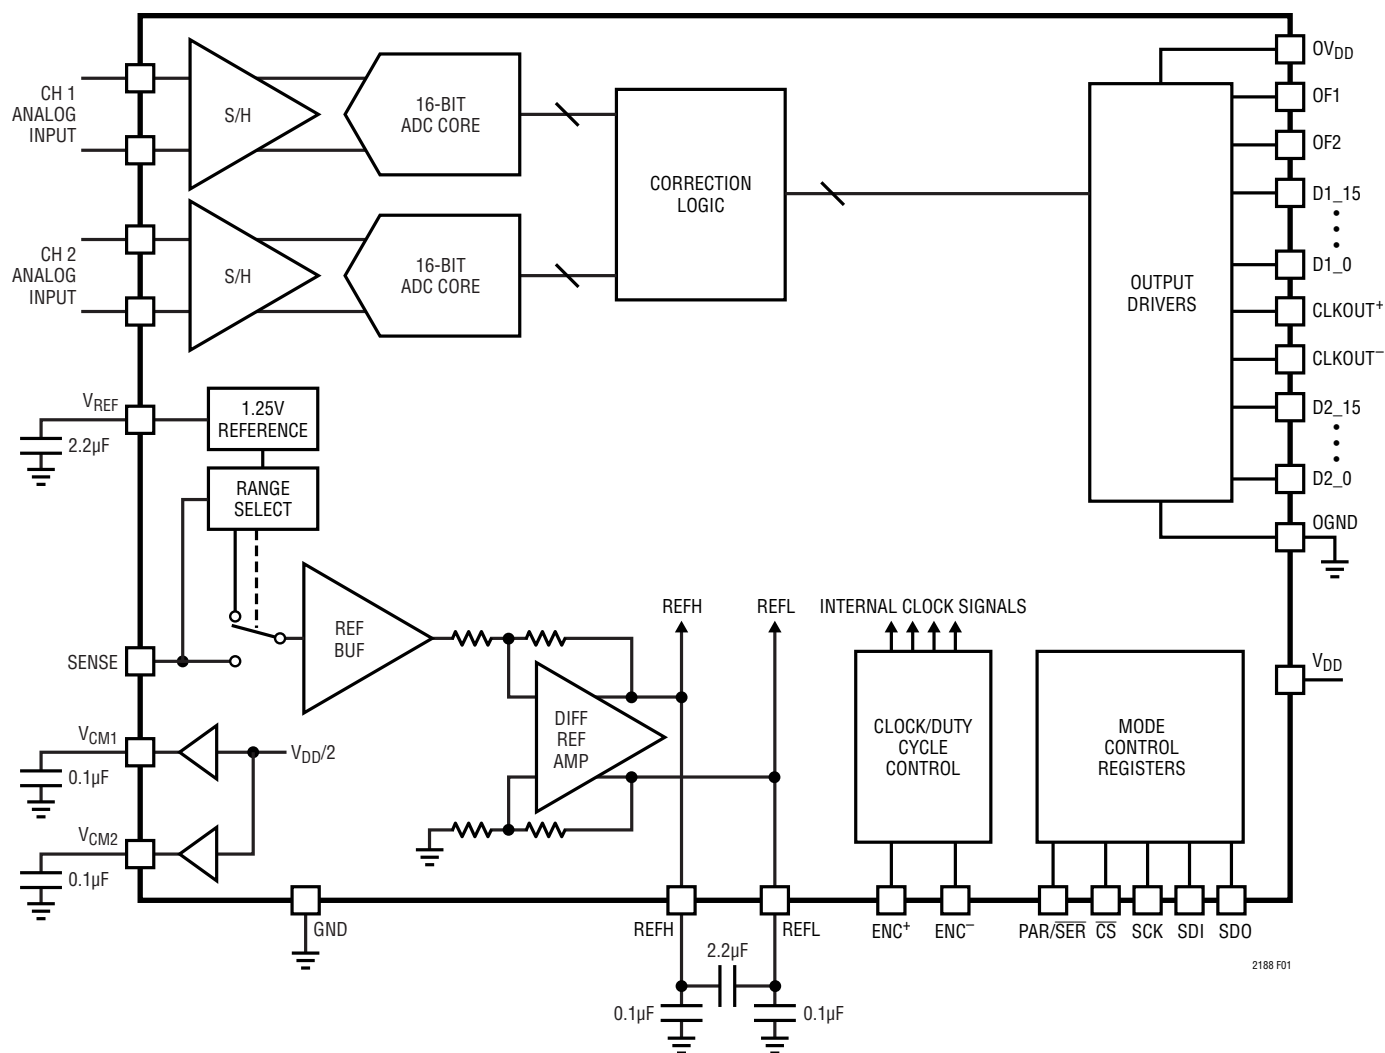 CH 1
ANALOG
INPUT
S/H
16-BIT
ADC CORE
CORRECTION
LOGIC
CH 2
ANALOG
INPUT
S/H
16-BIT
ADC CORE
OUTPUT
DRIVERS
OVDD
OF1
OF2
D1_15
D1_0
CLKOUT+
CLKOUT–
D2_15
D2_0
OGND
VDD
VREF
2.2µF
1.25V
REFERENCE
RANGE
SELECT
SENSE
REF
BUF
VCM1
0.1µF
VDD/2
VCM2
0.1µF
DIFF
REF
AMP
REFH
REFL
INTERNAL CLOCK SIGNALS
CLOCK/DUTY
CYCLE
CONTROL
MODE
CONTROL
REGISTERS
GND
REFH
REFL
ENC+
ENC–
PAR/S̅E̅R̅
C̅S̅
SCK
SDI
SDO
2.2µF
0.1µF
0.1µF
2188 F01